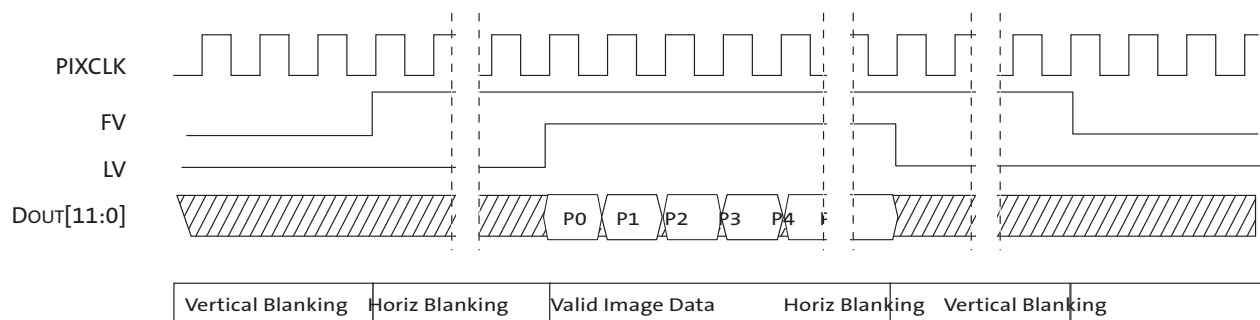 PIXCLK
FV
LV
DOUT[11:0]
P0 P1 P2 P3 P4
Vertical Blanking Horiz Blanking Valid Image Data Horiz Blanking Vertical Blanking